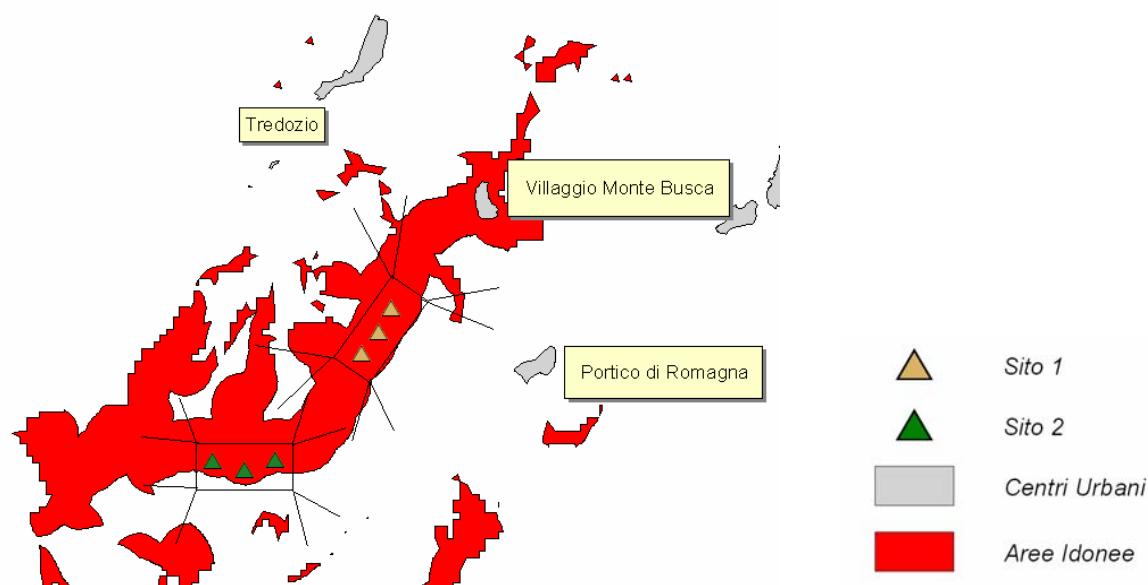 Tredozio
Villaggio Monte Busca
Portico di Romagna
Sito 1
Sito 2
Centri Urbani
Aree Idonee